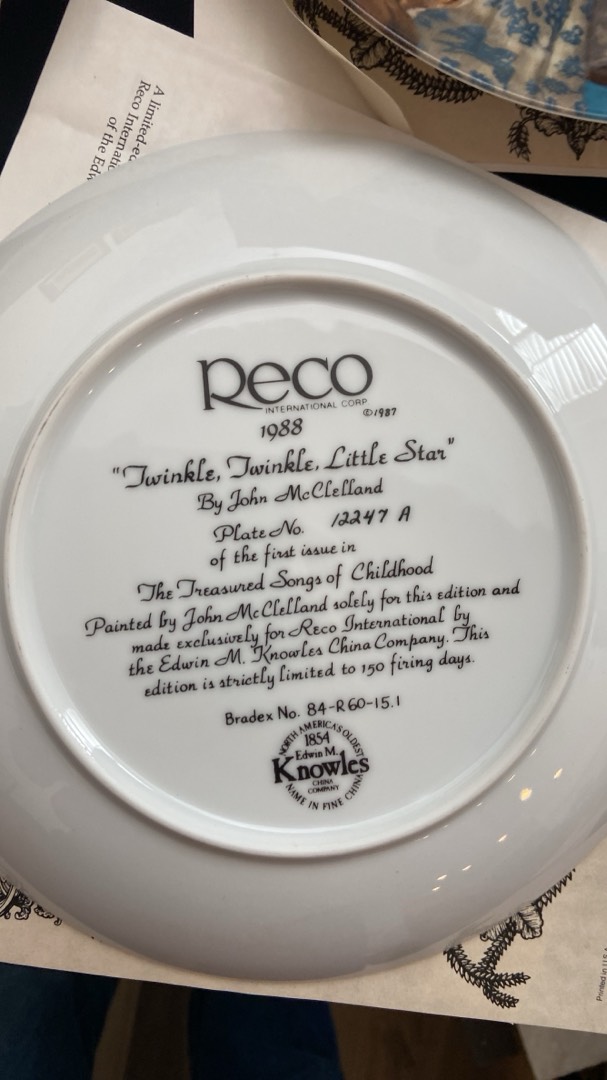 A limited-ed
Reco Internatio
of the Edw
Reco
INTERNATIONAL CORP.
©1987
1988
"Twinkle, Twinkle, Little Star"
By John McClelland
Plate No. 12247 A
of the first issue in
The Treasured Songs of Childhood
Painted by John McClelland solely for this edition and
made exclusively for Reco International by
the Edwin M. Knowles China Company. This
edition is strictly limited to 150 firing days.
Bradex No. 84-R60-15.1
NORTH AMERICA'S OLDEST
1854
Edwin M.
Knowles
CHINA
COMPANY
NAME IN FINE CHINA
Printed in U.S.